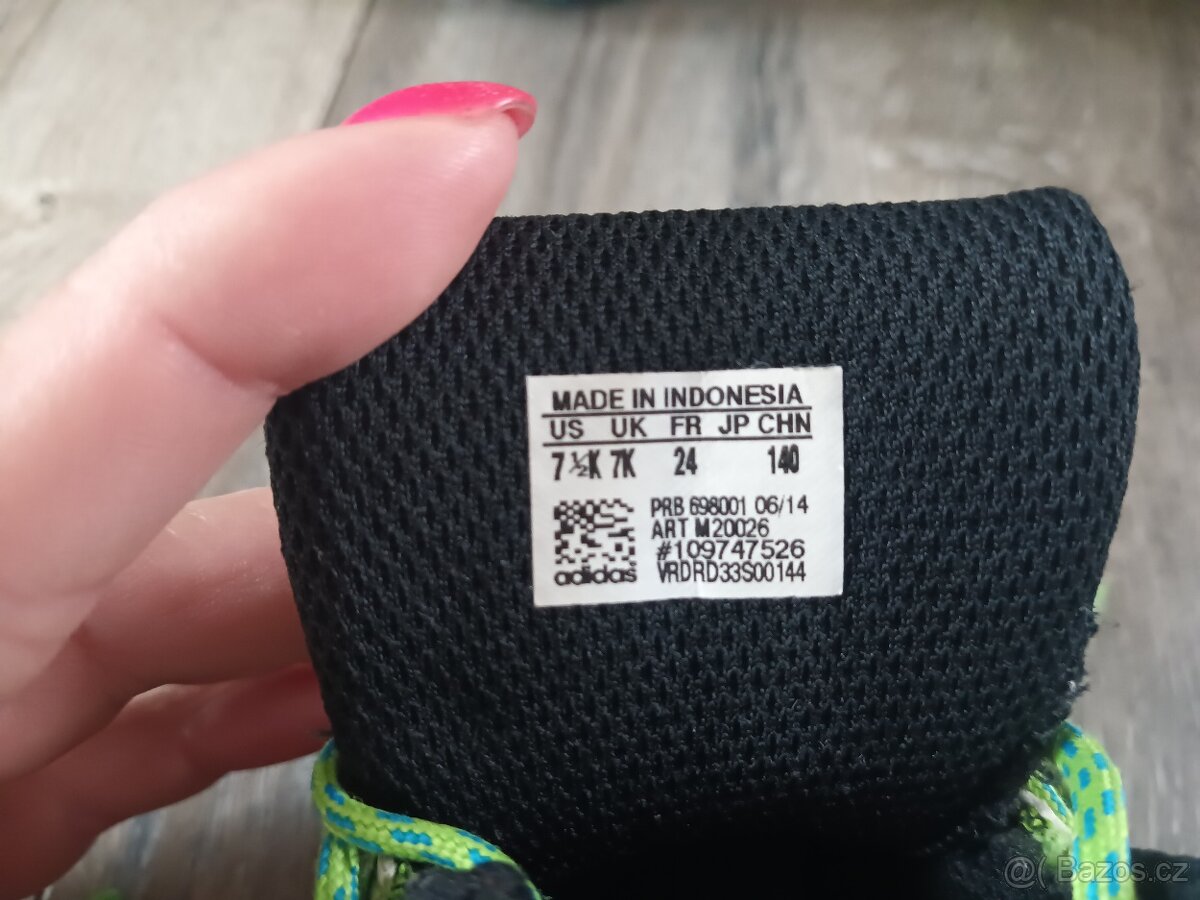 MADE IN INDONESIA
US UK FR JP CHN
7 ½K 7K 24 140
PRB 698001 06/14
ART M20026
#109747526
adidas VRDRD33S00144
@( Bazos.cz